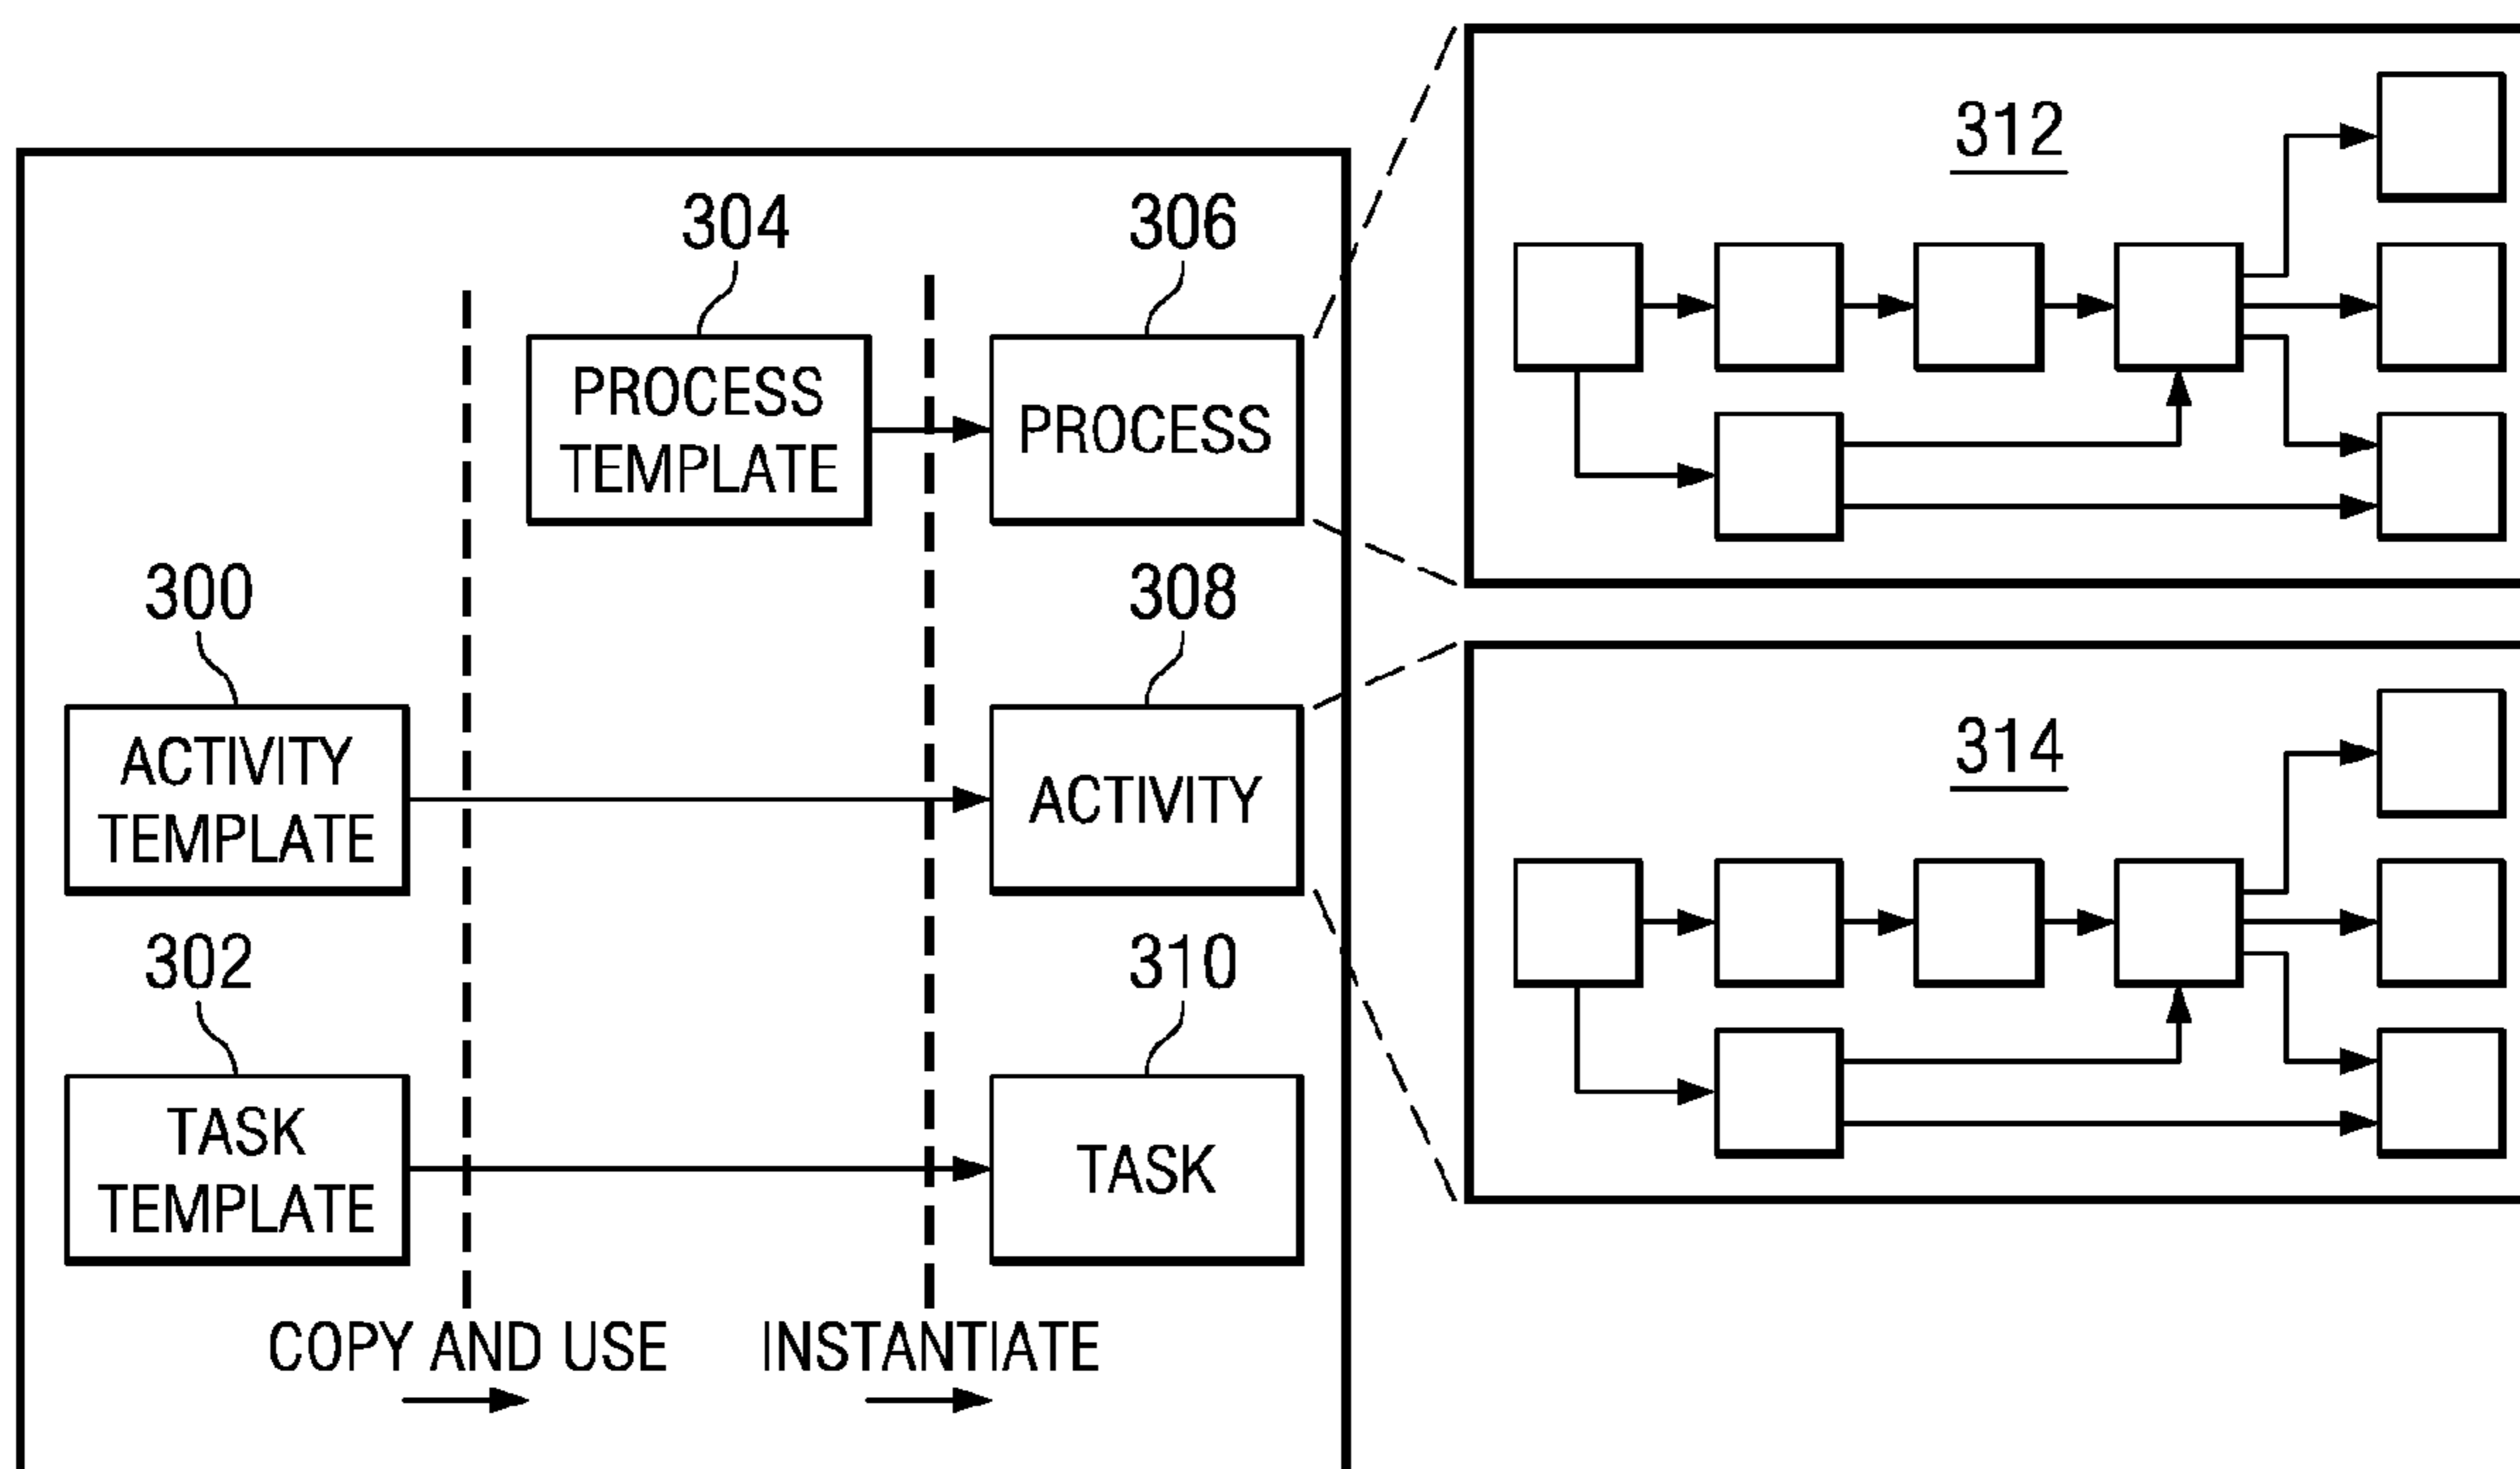 304
306
312
PROCESS
TEMPLATE
PROCESS
300
308
ACTIVITY
TEMPLATE
ACTIVITY
314
302
310
TASK
TEMPLATE
TASK
COPY AND USE
INSTANTIATE